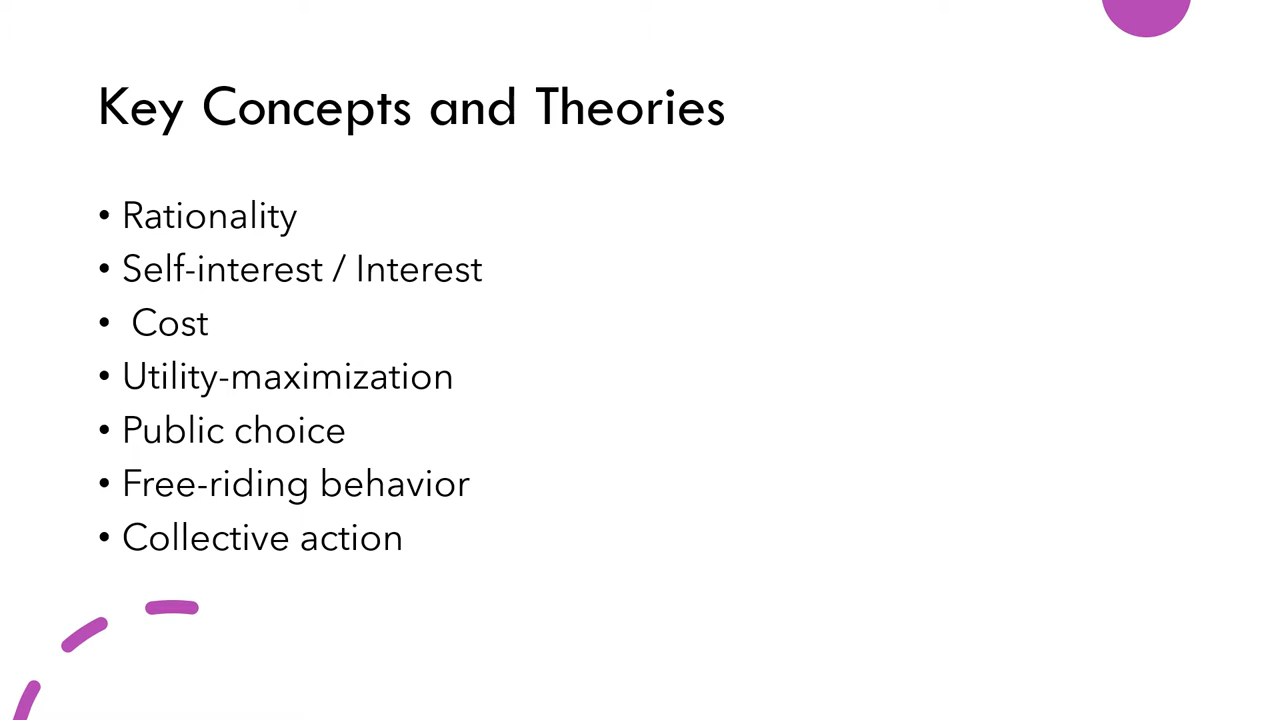 Key Concepts and Theories
• Rationality
• Self-interest / Interest
• Cost
• Utility-maximization
• Public choice
• Free-riding behavior
• Collective action